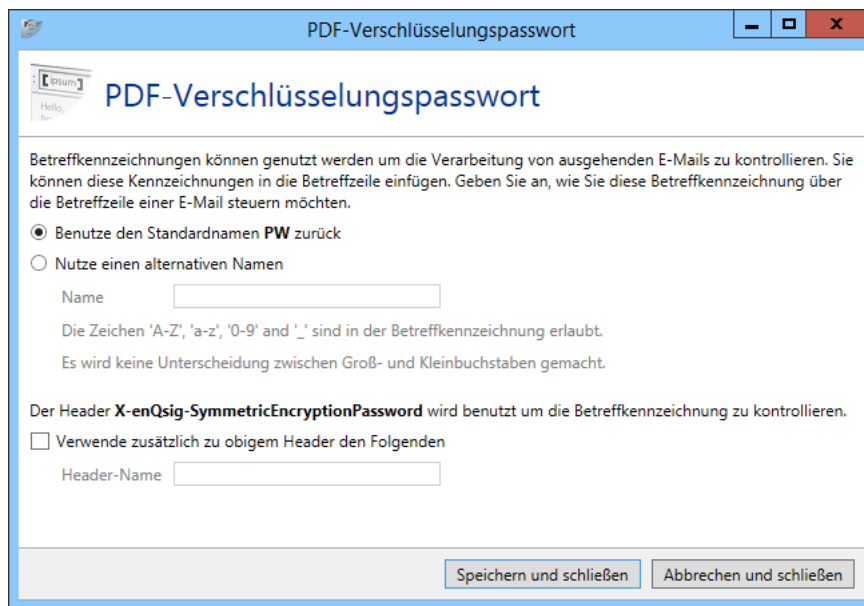 PDF-Verschlüsselungspasswort
[ipsum]
Hello,
PDF-Verschlüsselungspasswort
Betreffkennzeichnungen können genutzt werden um die Verarbeitung von ausgehenden E-Mails zu kontrollieren. Sie
können diese Kennzeichnungen in die Betreffzeile einfügen. Geben Sie an, wie Sie diese Betreffkennzeichnung über
die Betreffzeile einer E-Mail steuern möchten.
Benutze den Standardnamen PW zurück
Nutze einen alternativen Namen
Name
Die Zeichen 'A-Z', 'a-z', '0-9' and '_' sind in der Betreffkennzeichnung erlaubt.
Es wird keine Unterscheidung zwischen Groß- und Kleinbuchstaben gemacht.
Der Header X-enQsig-SymmetricEncryptionPassword wird benutzt um die Betreffkennzeichnung zu kontrollieren.
Verwende zusätzlich zu obigem Header den Folgenden
Header-Name
Speichern und schließen
Abbrechen und schließen